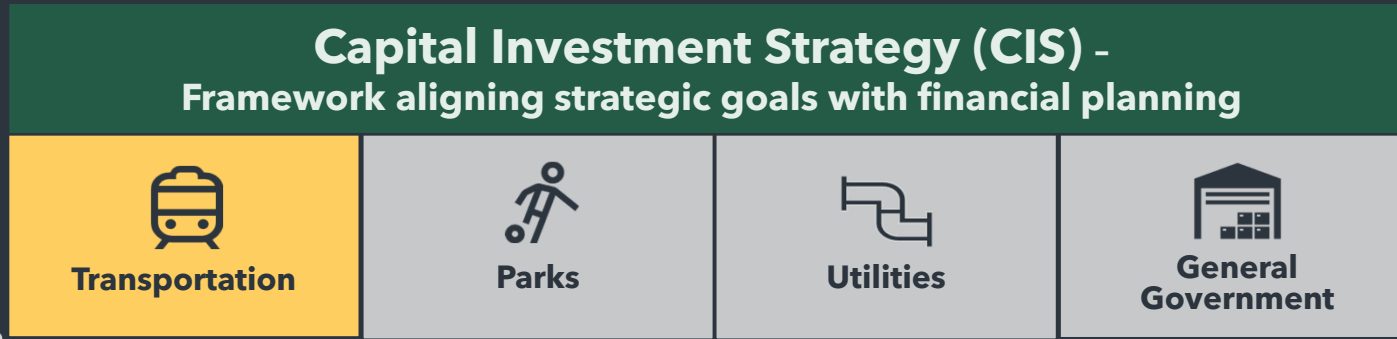 Capital Investment Strategy (CIS) –
Framework aligning strategic goals with financial planning
Transportation
Parks
Utilities
General
Government